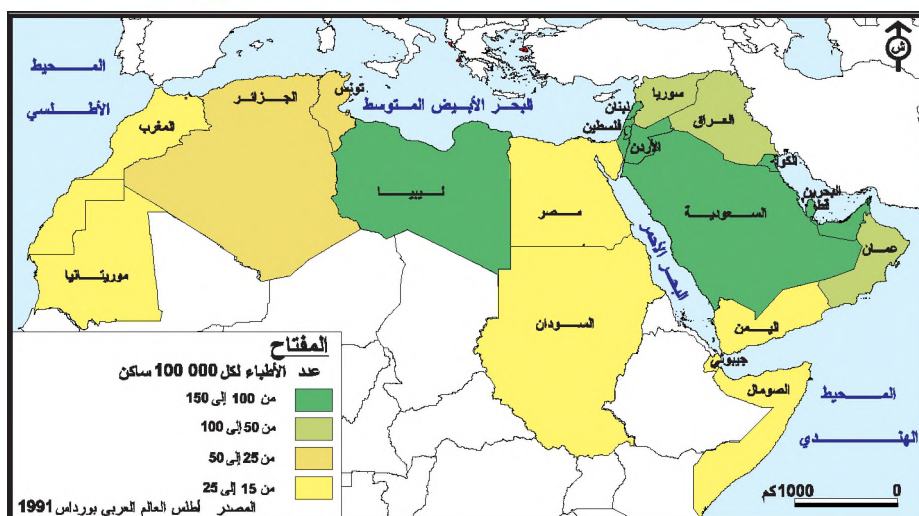 ش
المحيط
الأطلسي
البحر الأبيض المتوسط
المغرب
الجزائر
تونس
ليبيا
مصر
موريتانيا
السودان
لبنان
فلسطين
سوريا
الأردن
العراق
السعودية
البحرين
قطر
عمان
اليمن
البحر الأحمر
جيبوتي
الصومال
المحيط
الهندي
المفتاح
عدد الأطباء لكل 000 100 ساكن
من 100 إلى 150
من 50 إلى 100
من 25 إلى 50
من 15 إلى 25
المصدر أطلس العالم العربي بورداس 1991
1000 كم 0